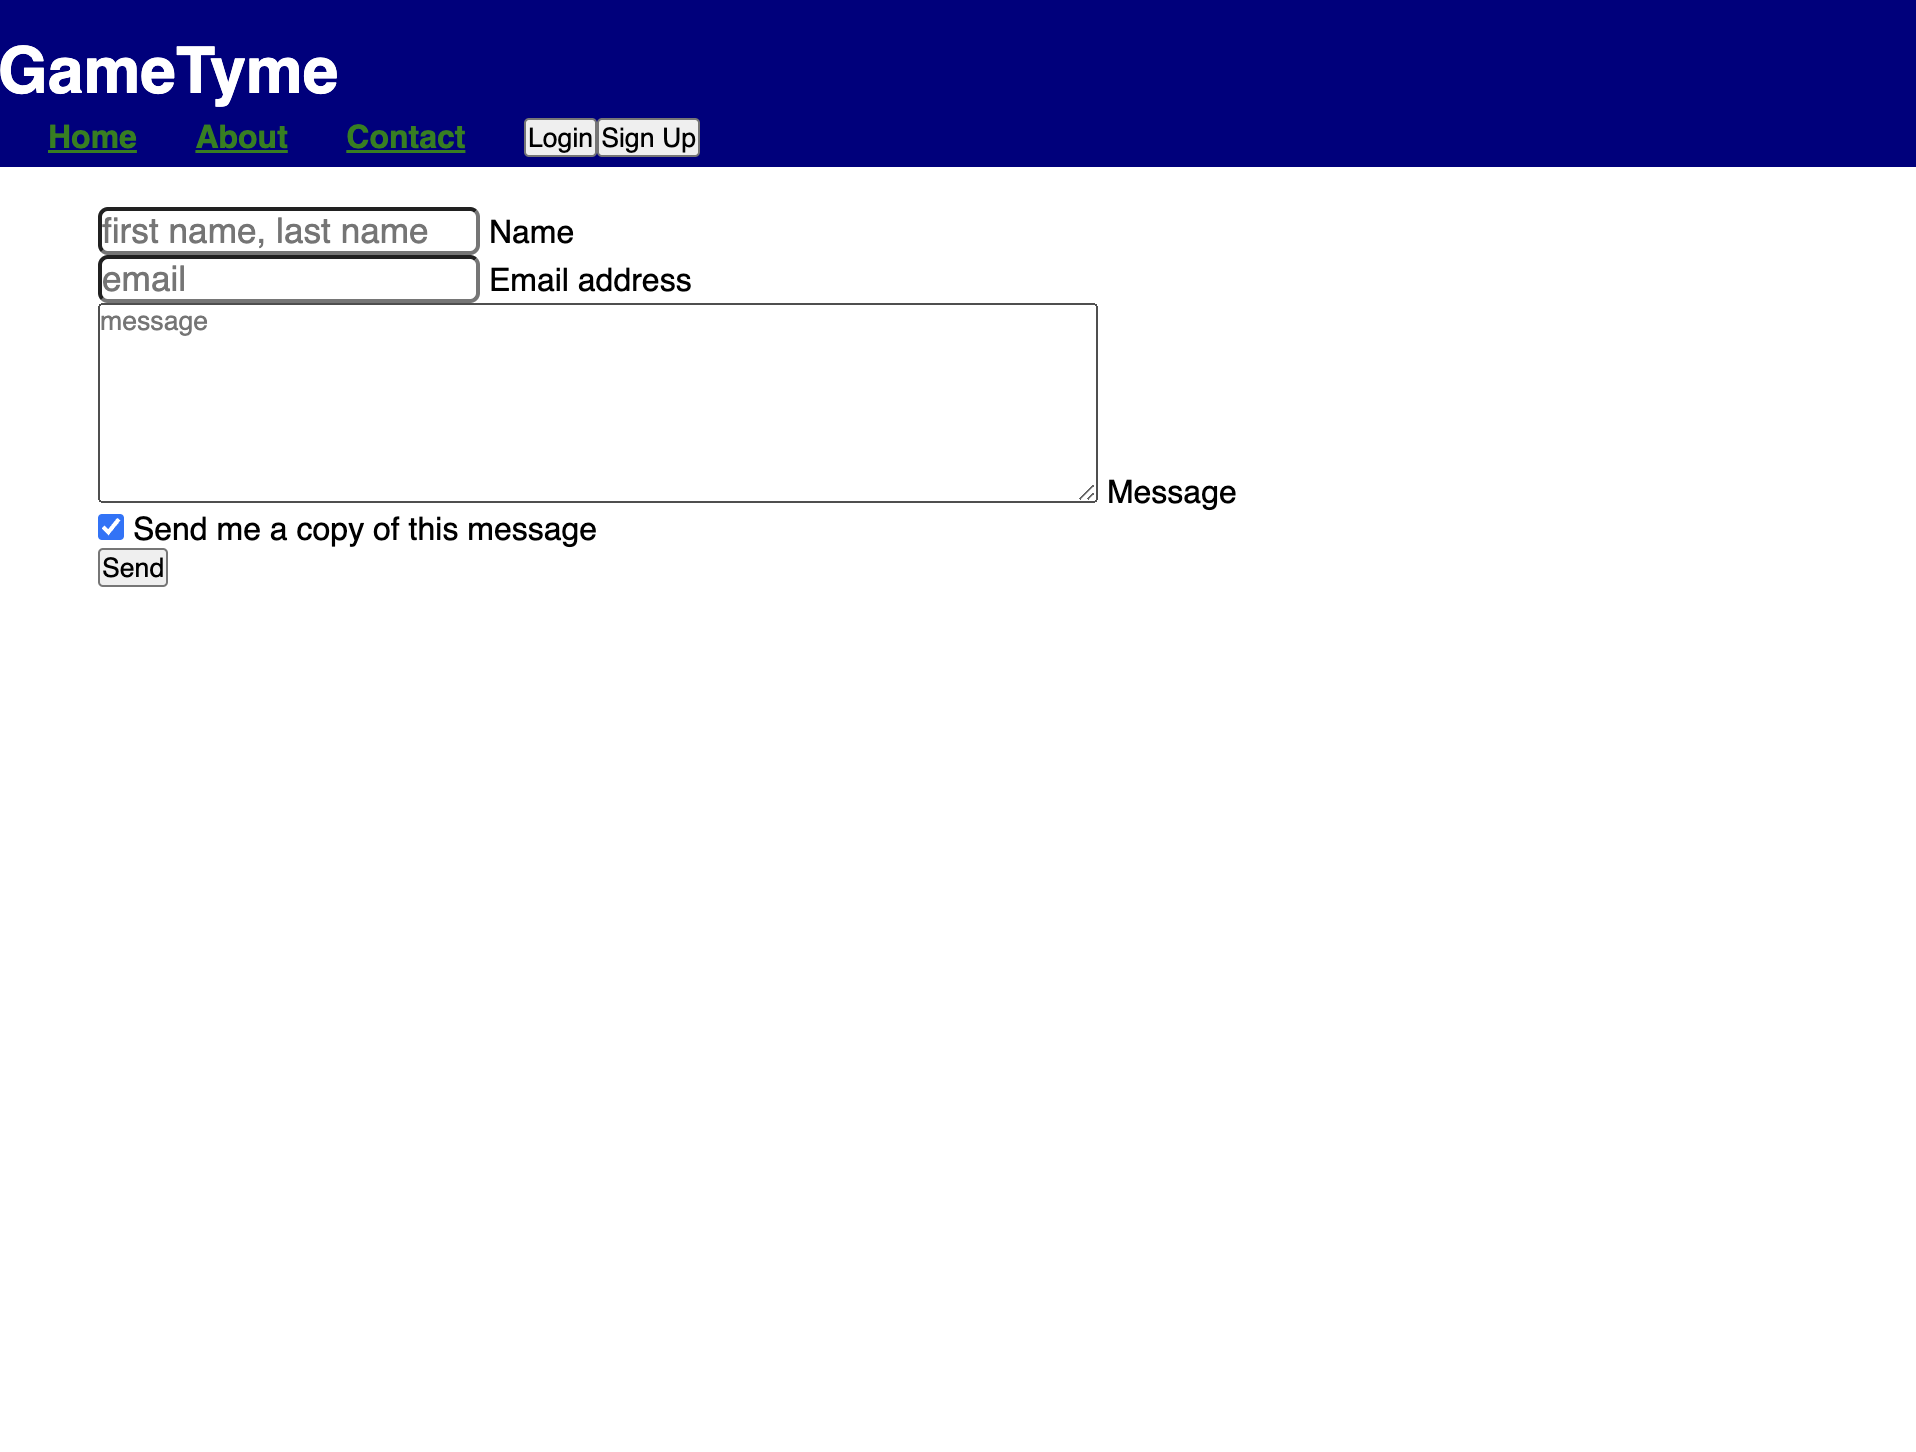 GameTyme
Home About Contact Login Sign Up
first name, last name Name
email Email address
message
Message
Send me a copy of this message
Send